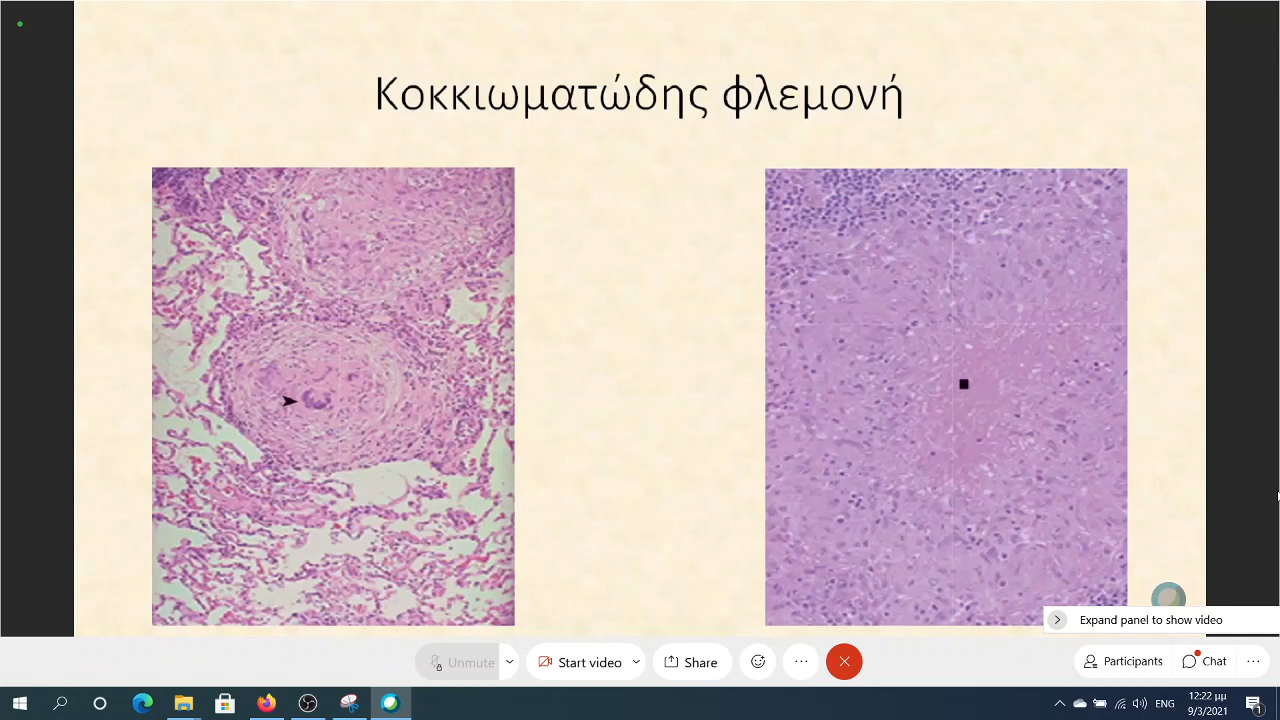 Κοκκιωματώδης φλεμονή
Expand panel to show video
Unmute
Start video
Share
Participants
Chat
ENG
12:22 μμ
9/3/2021
1